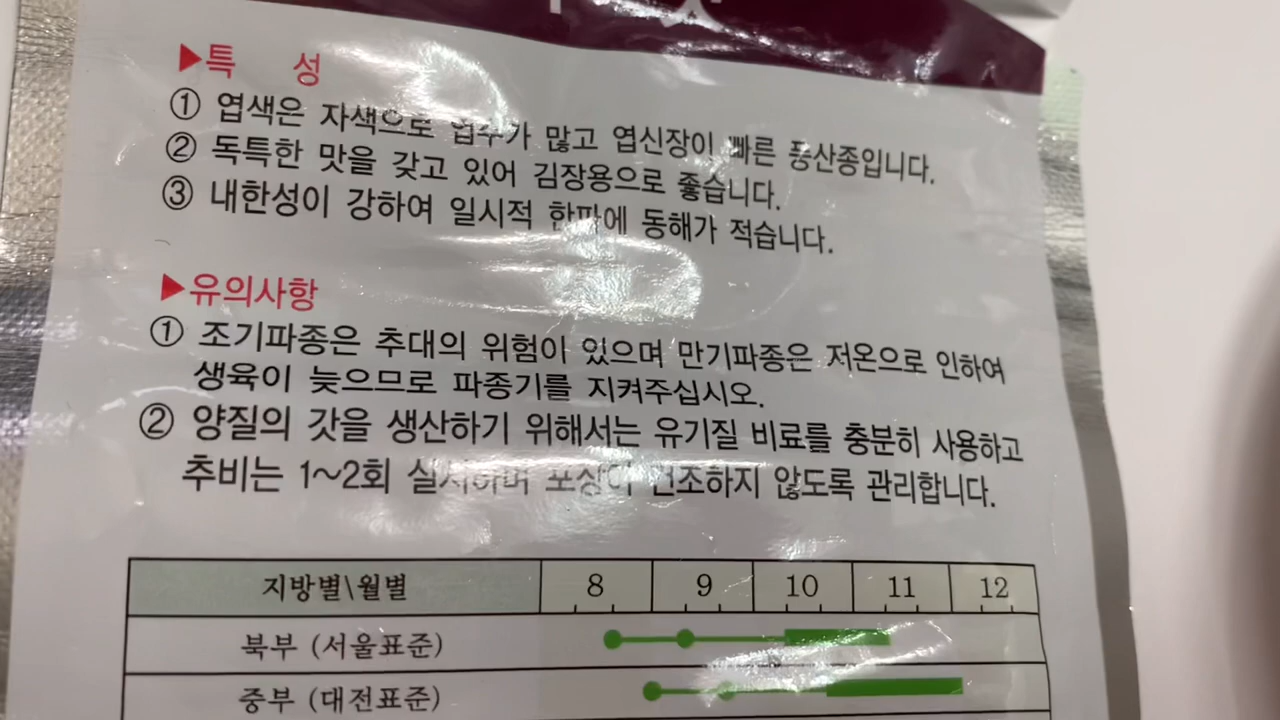 ▶특 성
① 엽색은 자색으로 엽수가 많고 엽신장이 빠른 풍산종입니다.
② 독특한 맛을 갖고 있어 김장용으로 좋습니다.
③ 내한성이 강하여 일시적 한파에 동해가 적습니다.
▶유의사항
① 조기파종은 추대의 위험이 있으며 만기파종은 저온으로 인하여
생육이 늦으므로 파종기를 지켜주십시오.
② 양질의 갓을 생산하기 위해서는 유기질 비료를 충분히 사용하고
추비는 1~2회 실시하며 포장이 건조하지 않도록 관리합니다.
지방별\월별 8 9 10 11 12
북부 (서울표준)
중부 (대전표준)